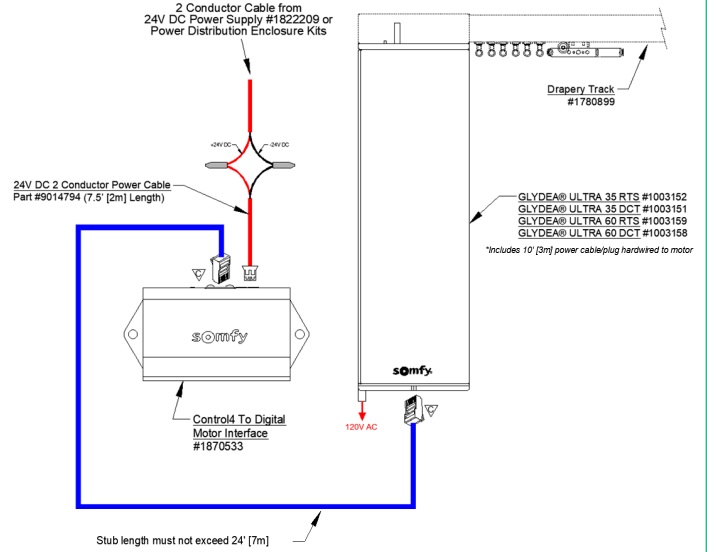 2 Conductor Cable from
24V DC Power Supply #1822209 or
Power Distribution Enclosure Kits
+24V DC
-24V DC
24V DC 2 Conductor Power Cable
Part #9014794 (7.5' [2m] Length)
C
somfy
Control4 To Digital
Motor Interface
#1870533
Drapery Track
#1780899
GLYDEA® ULTRA 35 RTS #1003152
GLYDEA® ULTRA 35 DCT #1003151
GLYDEA® ULTRA 60 RTS #1003159
GLYDEA® ULTRA 60 DCT #1003158
*Includes 10' [3m] power cable/plug hardwired to motor
somfy.
120V AC
C
Stub length must not exceed 24' [7m]